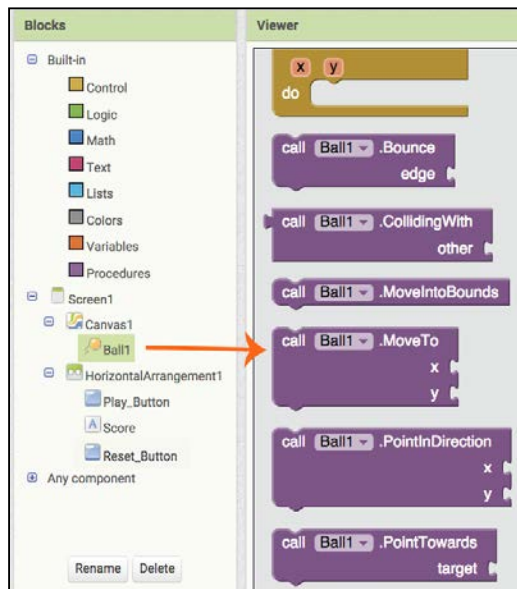 Blocks
Built-in
Control
Logic
Math
Text
Lists
Colors
Variables
Procedures
Screen1
Canvas1
Ball1
HorizontalArrangement1
Play_Button
A Score
Reset_Button
Any component
Rename Delete
Viewer
x y
do
call Ball1 .Bounce
edge
call Ball1 .CollidingWith
other
call Ball1 .MoveIntoBounds
call Ball1 .MoveTo
x
y
call Ball1 .PointInDirection
x
y
call Ball1 .PointTowards
target